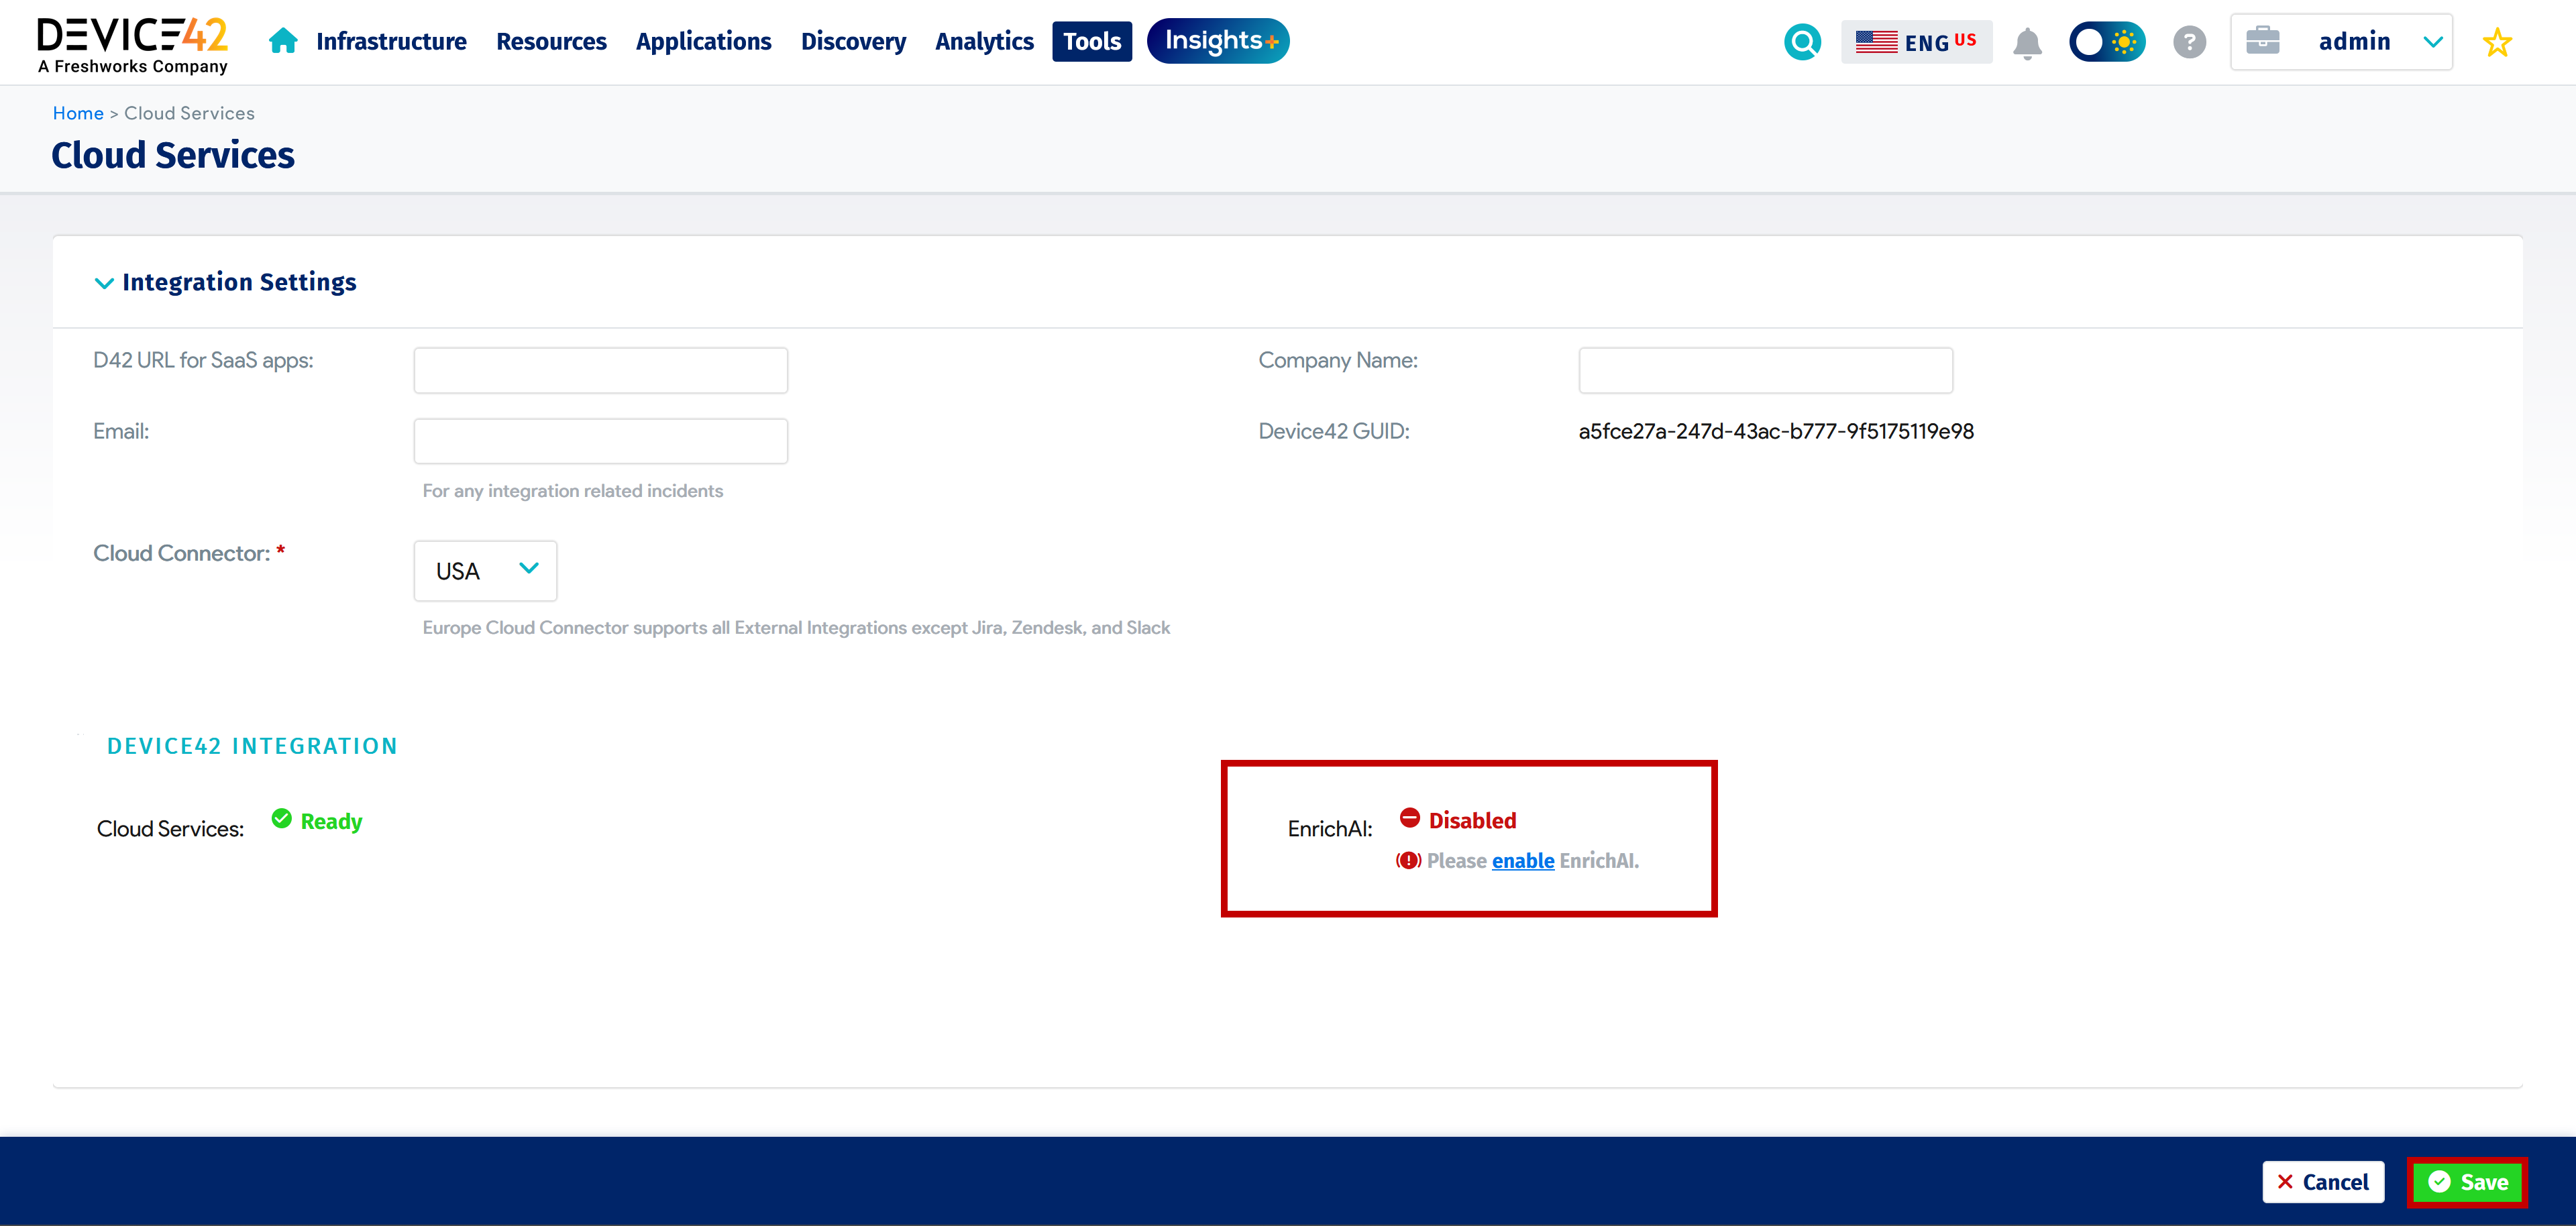 DEVICE42
A Freshworks Company
Infrastructure Resources Applications Discovery Analytics Tools Insights+ ENG US ? admin
Home > Cloud Services
Cloud Services
Integration Settings
D42 URL for SaaS apps: Company Name:
Email: Device42 GUID: a5fce27a-247d-43ac-b777-9f5175119e98
For any integration related incidents
Cloud Connector: * USA
Europe Cloud Connector supports all External Integrations except Jira, Zendesk, and Slack
DEVICE42 INTEGRATION
Cloud Services: Ready EnrichAI: Disabled
Please enable EnrichAI.
Cancel Save